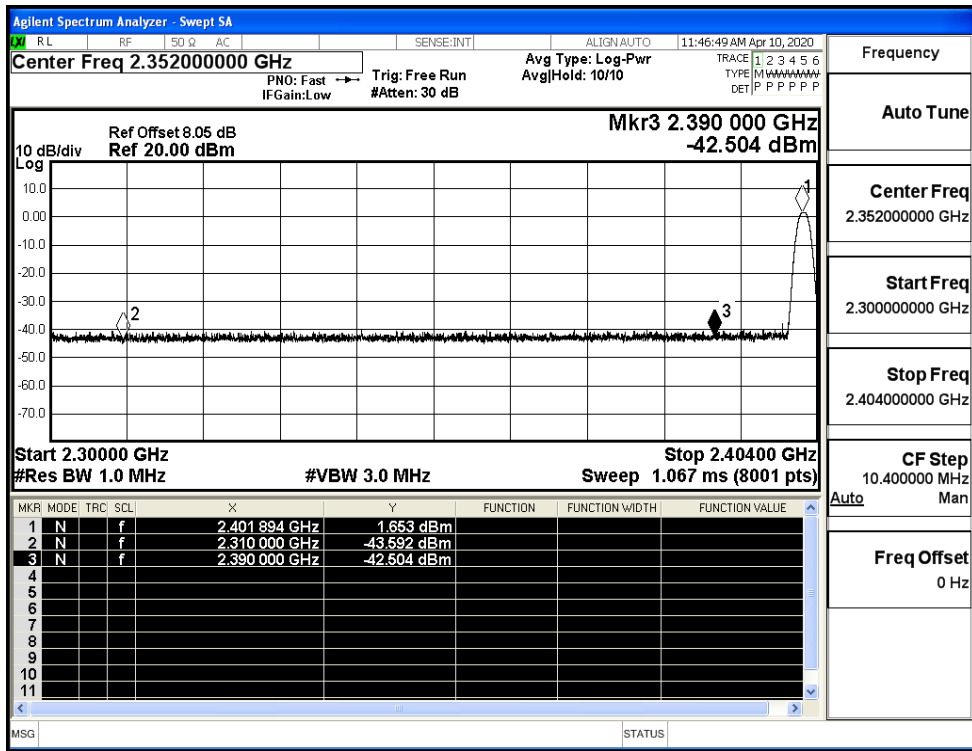 Agilent Spectrum Analyzer - Swept SA
LXI RL RF 50 Ω AC SENSE:INT ALIGNAUTO 11:46:49 AM Apr 10, 2020
Center Freq 2.352000000 GHz
PNO: Fast
IFGain:Low
Trig: Free Run
#Atten: 30 dB
Avg Type: Log-Pwr
Avg|Hold: 10/10
TRACE 1 2 3 4 5 6
TYPE M W W W W W
DET P P P P P P
Frequency
Ref Offset 8.05 dB
10 dB/div Ref 20.00 dBm
Log
Mkr3 2.390 000 GHz
-42.504 dBm
10.0
0.00
-10.0
-20.0
-30.0
-40.0
-50.0
-60.0
-70.0
1
2
3
Start 2.30000 GHz Stop 2.40400 GHz
#Res BW 1.0 MHz #VBW 3.0 MHz Sweep 1.067 ms (8001 pts)
MKR MODE TRC SCL X Y FUNCTION FUNCTION WIDTH FUNCTION VALUE
1 N f 2.401 894 GHz 1.653 dBm
2 N f 2.310 000 GHz -43.592 dBm
3 N f 2.390 000 GHz -42.504 dBm
4
5
6
7
8
9
10
11
Auto Tune
Center Freq
2.352000000 GHz
Start Freq
2.300000000 GHz
Stop Freq
2.404000000 GHz
CF Step
10.400000 MHz
Auto Man
Freq Offset
0 Hz
MSG STATUS